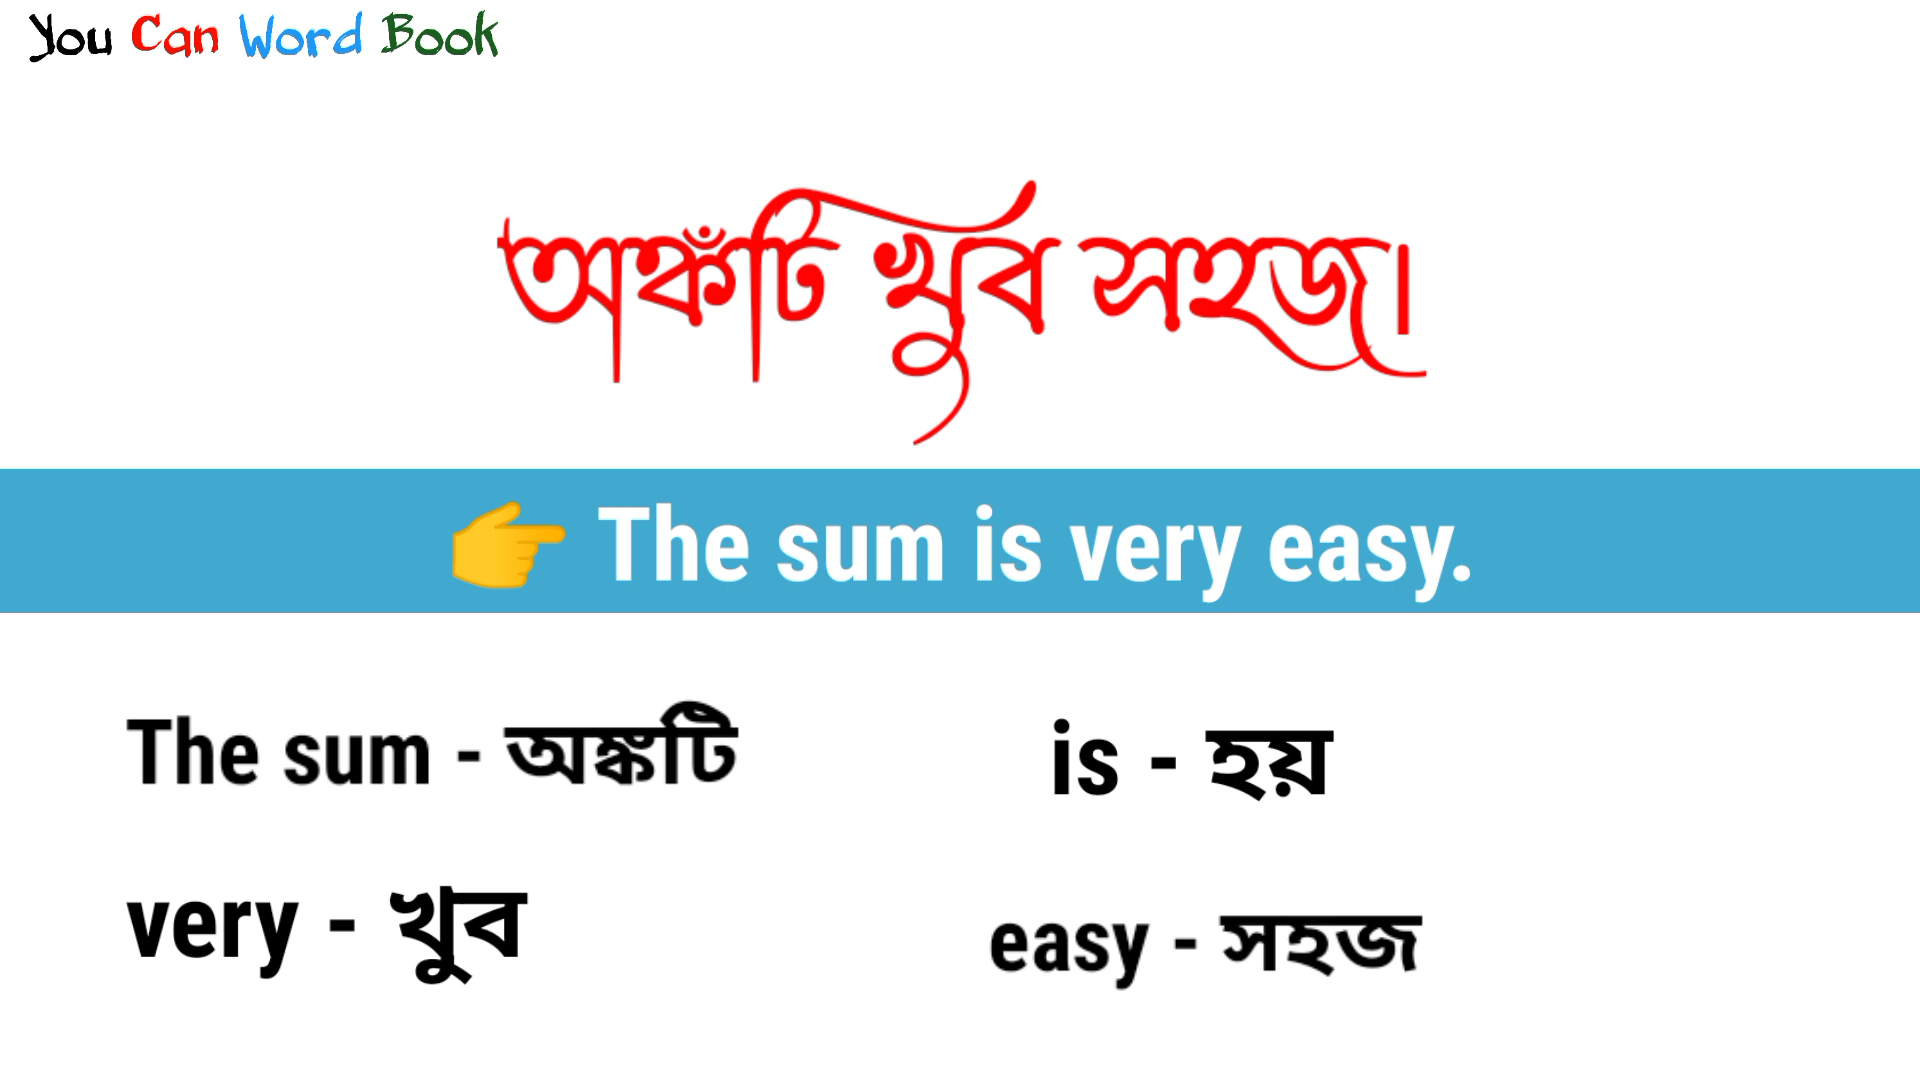 You Can Word Book
অঙ্কঁটি খুব সহজ।
👉 The sum is very easy.
The sum - অঙ্কটি
is - হয়
very - খুব
easy - সহজ